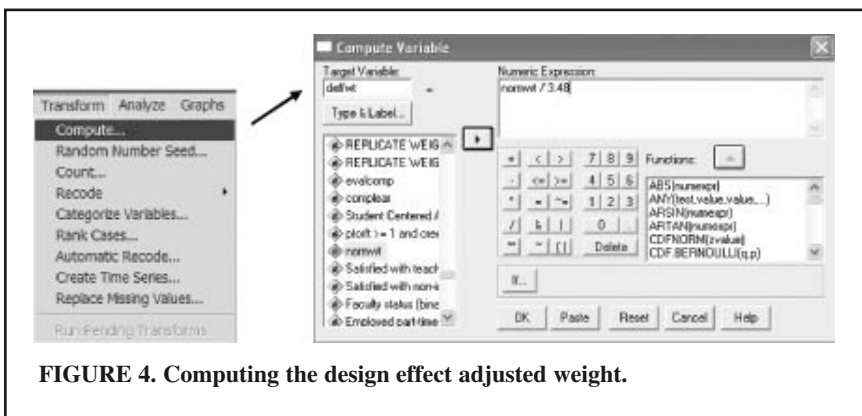 Transform Analyze Graphs
Compute...
Random Number Seed...
Count...
Recode
Categorize Variables...
Rank Cases...
Automatic Recode...
Create Time Series...
Replace Missing Values...
Run Pending Transforms
Compute Variable
Target Variable:
=
Type & Label...
REPLICATE WEIG
REPLICATE WEIG
evalcomp
complear
Student Centered A
normwt
Satisfied with teach
Satisfied with non-i
Faculty status (bine
Employed part-time
Numeric Expression:
normwt / 3.48
+ < > 7 8 9
- <= >= 4 5 6
* = ~= 1 2 3
/ & | 0 .
** ~ () Delete
Functions:
ABS(numexpr)
ANY(test,value,value,...)
ARSIN(numexpr)
ARTAN(numexpr)
CDFNORM(zvalue)
CDF.BERNOULLI(q,p)
If...
OK Paste Reset Cancel Help
FIGURE 4. Computing the design effect adjusted weight.